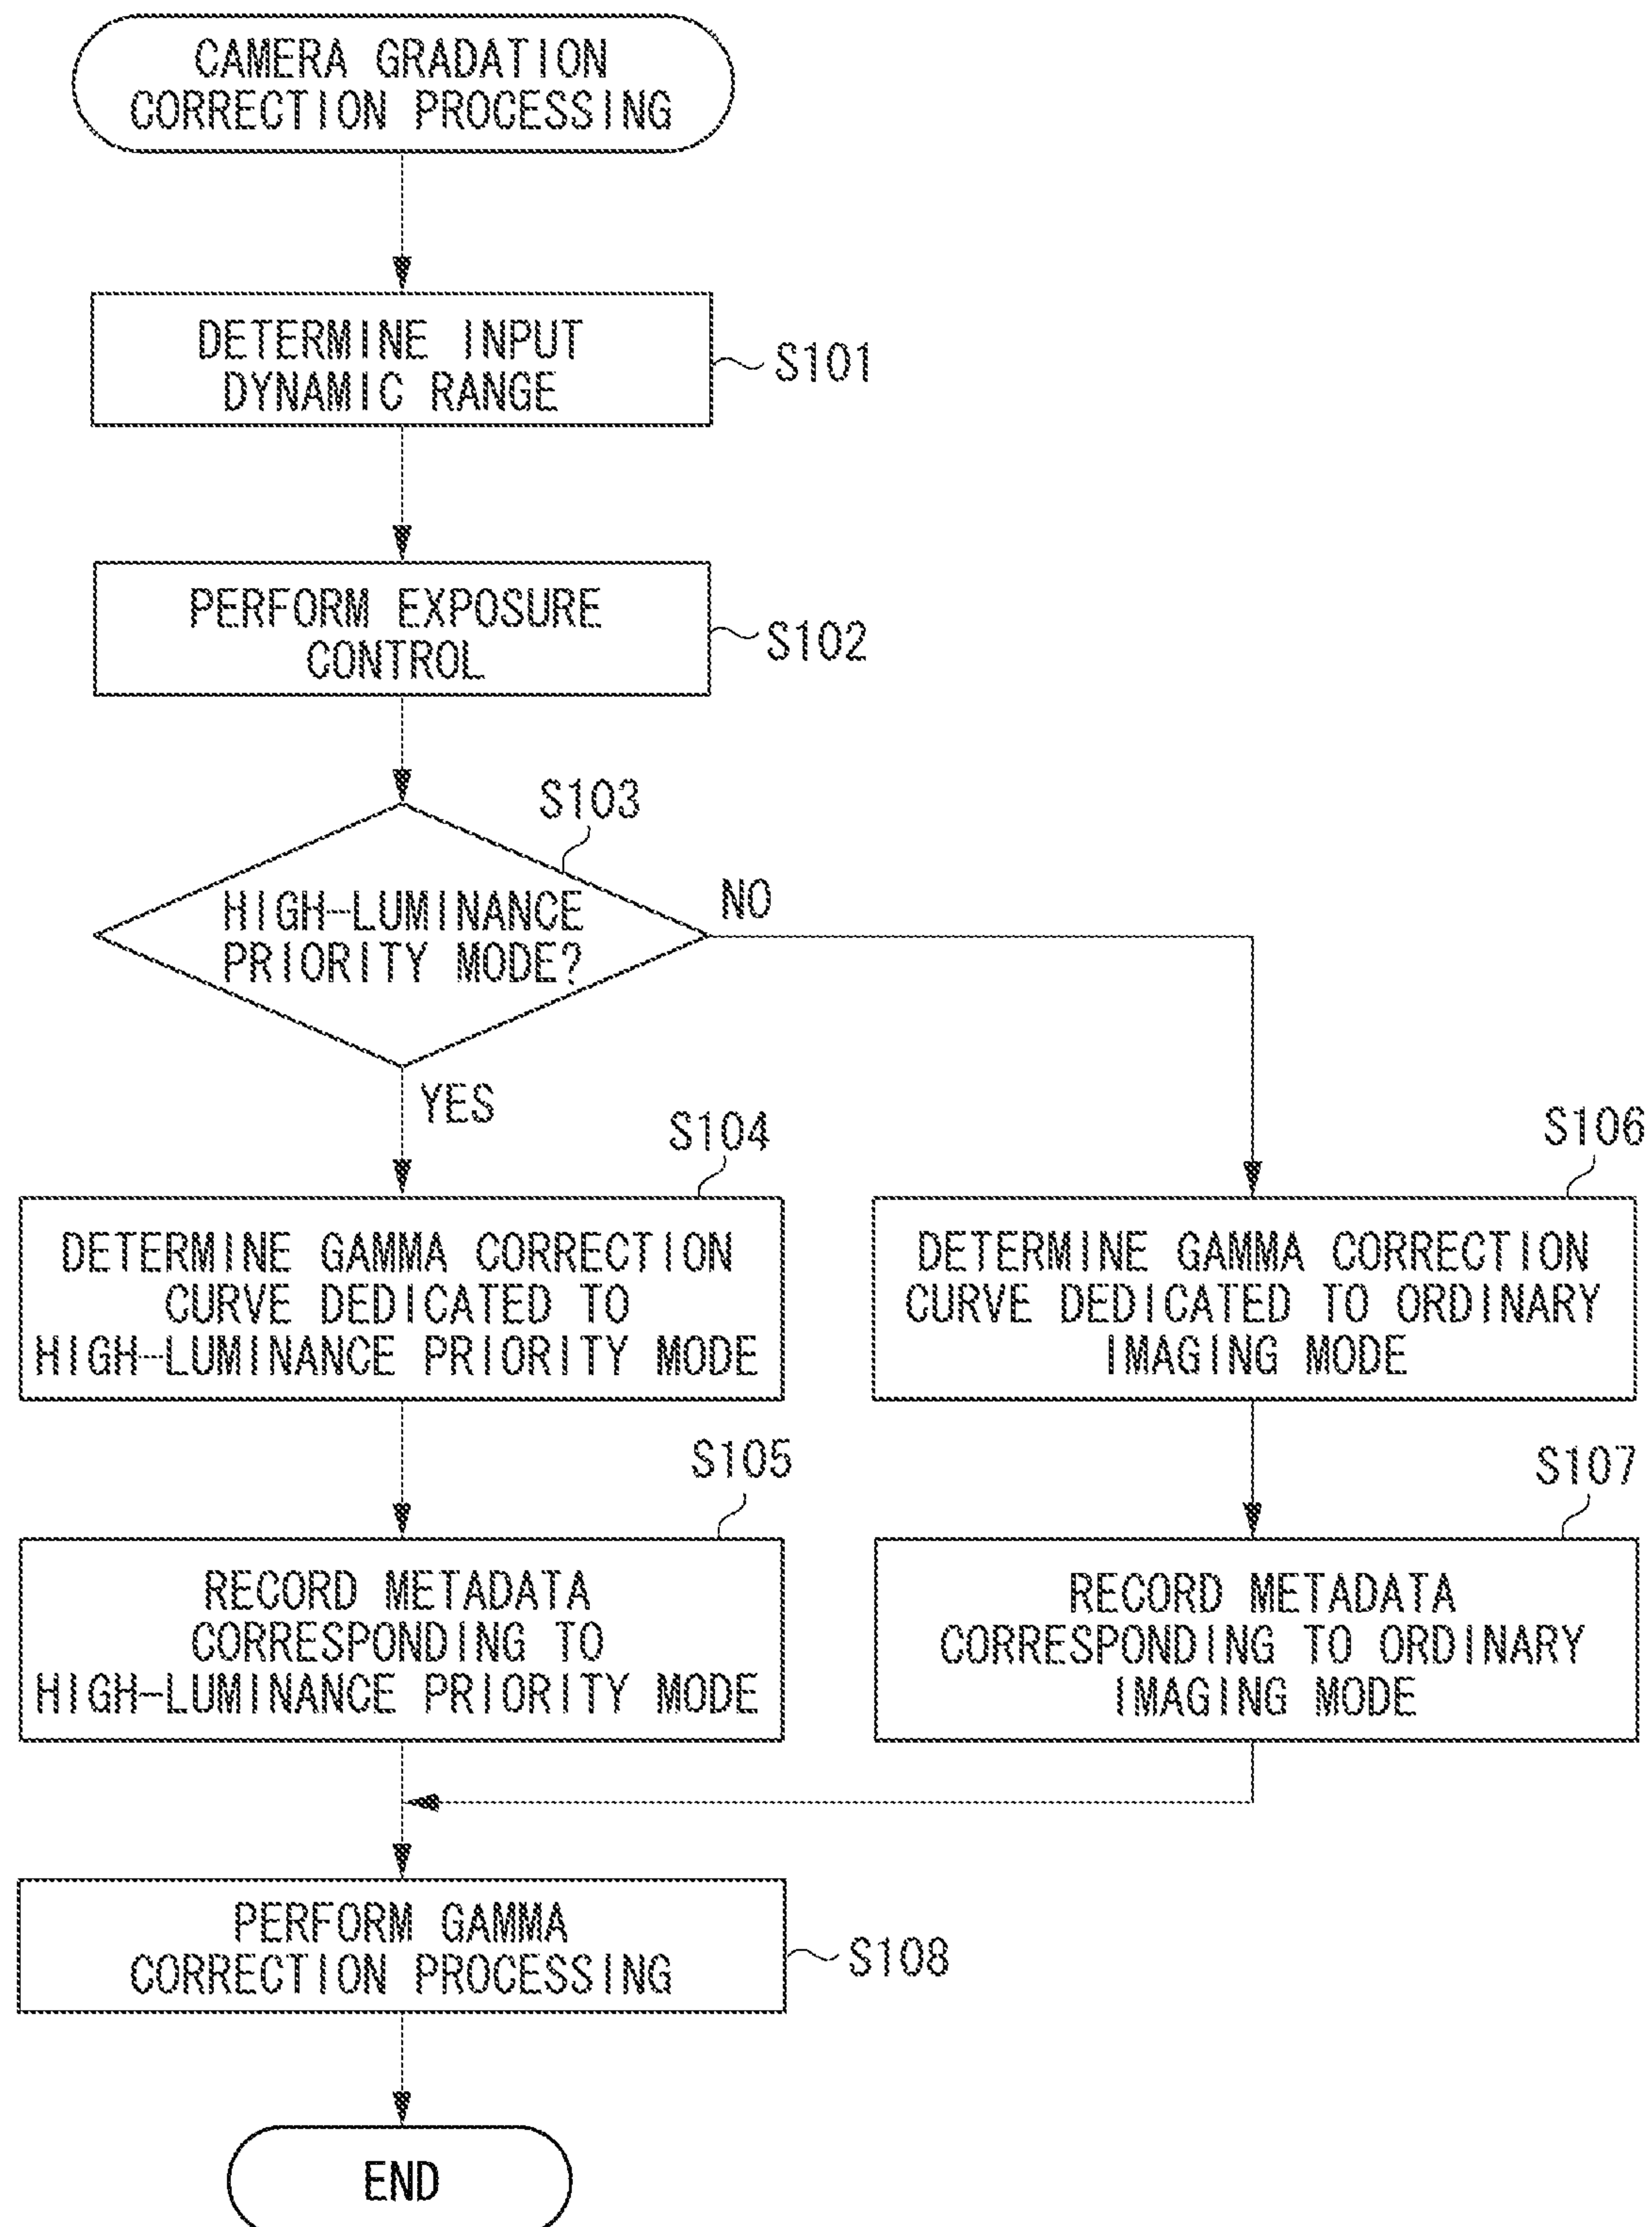 CAMERA GRADATION
CORRECTION PROCESSING
DETERMINE INPUT
DYNAMIC RANGE
S101
PERFORM EXPOSURE
CONTROL
S102
S103
HIGH-LUMINANCE
PRIORITY MODE?
NO
YES
S104
DETERMINE GAMMA CORRECTION
CURVE DEDICATED TO
HIGH-LUMINANCE PRIORITY MODE
S106
DETERMINE GAMMA CORRECTION
CURVE DEDICATED TO ORDINARY
IMAGING MODE
S105
RECORD METADATA
CORRESPONDING TO
HIGH-LUMINANCE PRIORITY MODE
S107
RECORD METADATA
CORRESPONDING TO ORDINARY
IMAGING MODE
PERFORM GAMMA
CORRECTION PROCESSING
S108
END